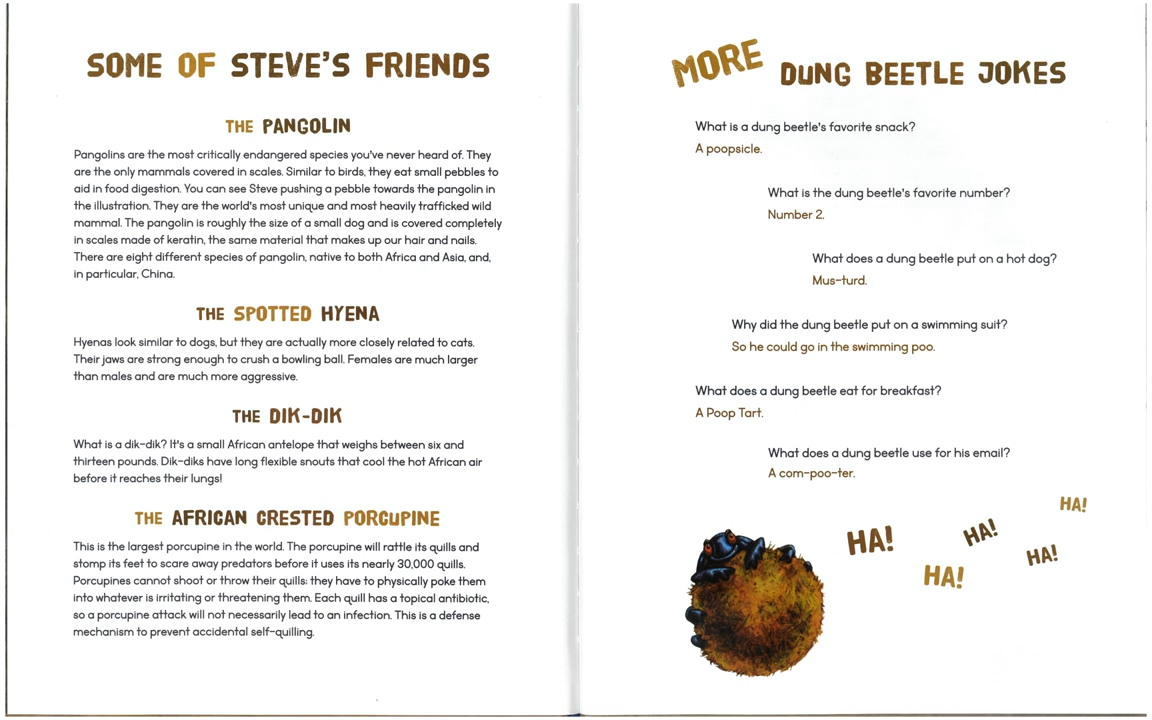 SOME OF STEVE'S FRIENDS
THE PANGOLIN
Pangolins are the most critically endangered species you've never heard of. They
are the only mammals covered in scales. Similar to birds, they eat small pebbles to
aid in food digestion. You can see Steve pushing a pebble towards the pangolin in
the illustration. They are the world's most unique and most heavily trafficked wild
mammal. The pangolin is roughly the size of a small dog and is covered completely
in scales made of keratin, the same material that makes up our hair and nails.
There are eight different species of pangolin, native to both Africa and Asia, and,
in particular, China.
THE SPOTTED HYENA
Hyenas look similar to dogs, but they are actually more closely related to cats.
Their jaws are strong enough to crush a bowling ball. Females are much larger
than males and are much more aggressive.
THE DIK-DIK
What is a dik-dik? It's a small African antelope that weighs between six and
thirteen pounds. Dik-diks have long flexible snouts that cool the hot African air
before it reaches their lungs!
THE AFRICAN CRESTED PORCUPINE
This is the largest porcupine in the world. The porcupine will rattle its quills and
stomp its feet to scare away predators before it uses its nearly 30,000 quills.
Porcupines cannot shoot or throw their quills; they have to physically poke them
into whatever is irritating or threatening them. Each quill has a topical antibiotic,
so a porcupine attack will not necessarily lead to an infection. This is a defense
mechanism to prevent accidental self-quilling.
MORE DUNG BEETLE JOKES
What is a dung beetle's favorite snack?
A poopsicle.
What is the dung beetle's favorite number?
Number 2.
What does a dung beetle put on a hot dog?
Mus-turd.
Why did the dung beetle put on a swimming suit?
So he could go in the swimming poo.
What does a dung beetle eat for breakfast?
A Poop Tart.
What does a dung beetle use for his email?
A com-poo-ter.
HA!
HA!
HA!
HA!
HA!